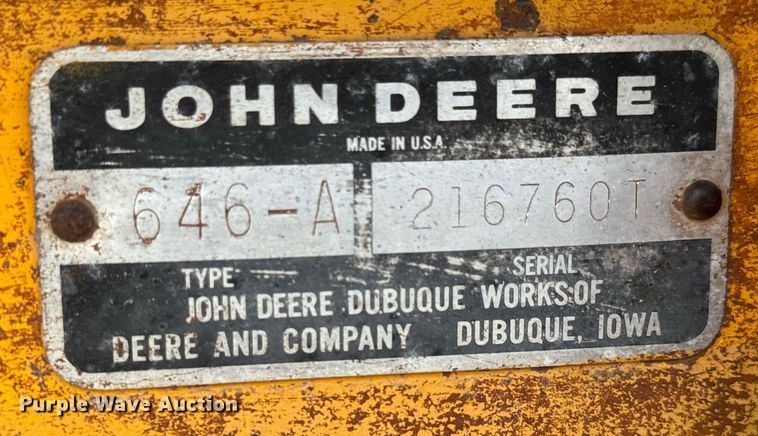 JOHN DEERE
MADE IN U.S.A.
646-A 216760T
TYPE SERIAL
JOHN DEERE DUBUQUE WORKS OF
DEERE AND COMPANY DUBUQUE, IOWA
Purple Wave Auction